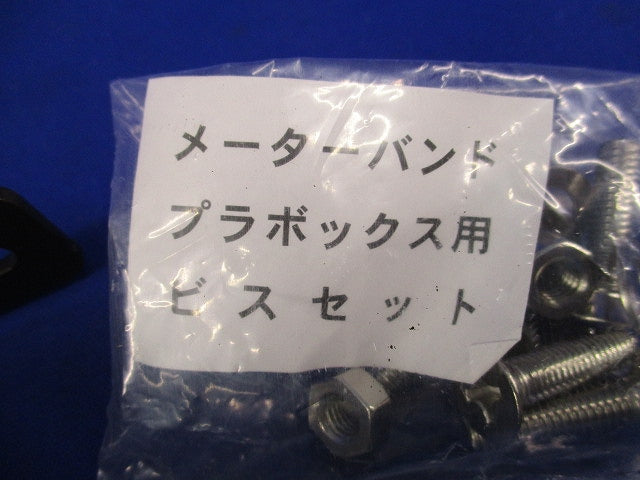 メーターバンド
プラボックス用
ビスセット